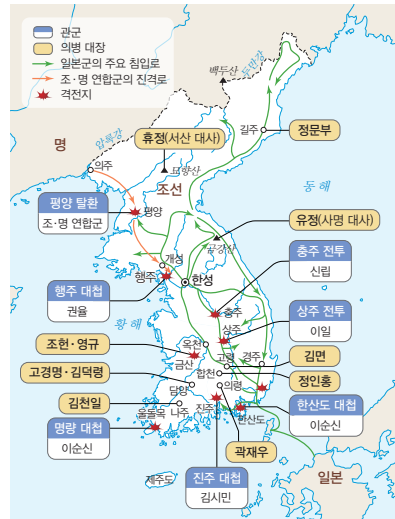 관군
의병 대장
일본군의 주요 침입로
조·명 연합군의 진격로
격전지
백두산
두만강
길주
정문부
명
압록강
의주
휴정(서산 대사)
묘향산
조선
동해
평양 탈환
조·명 연합군
평양
유정(사명 대사)
금강산
개성
행주
한성
충주 전투
신립
행주 대첩
권율
황해
충주
상주
상주 전투
이일
조헌·영규
옥천
금산
고령
경주
김면
고경명·김덕령
합천
정인홍
담양
의령
김천일
나주
울돌목
진주
한산도
한산도 대첩
이순신
명량 대첩
이순신
곽재우
진주 대첩
김시민
제주도
일본